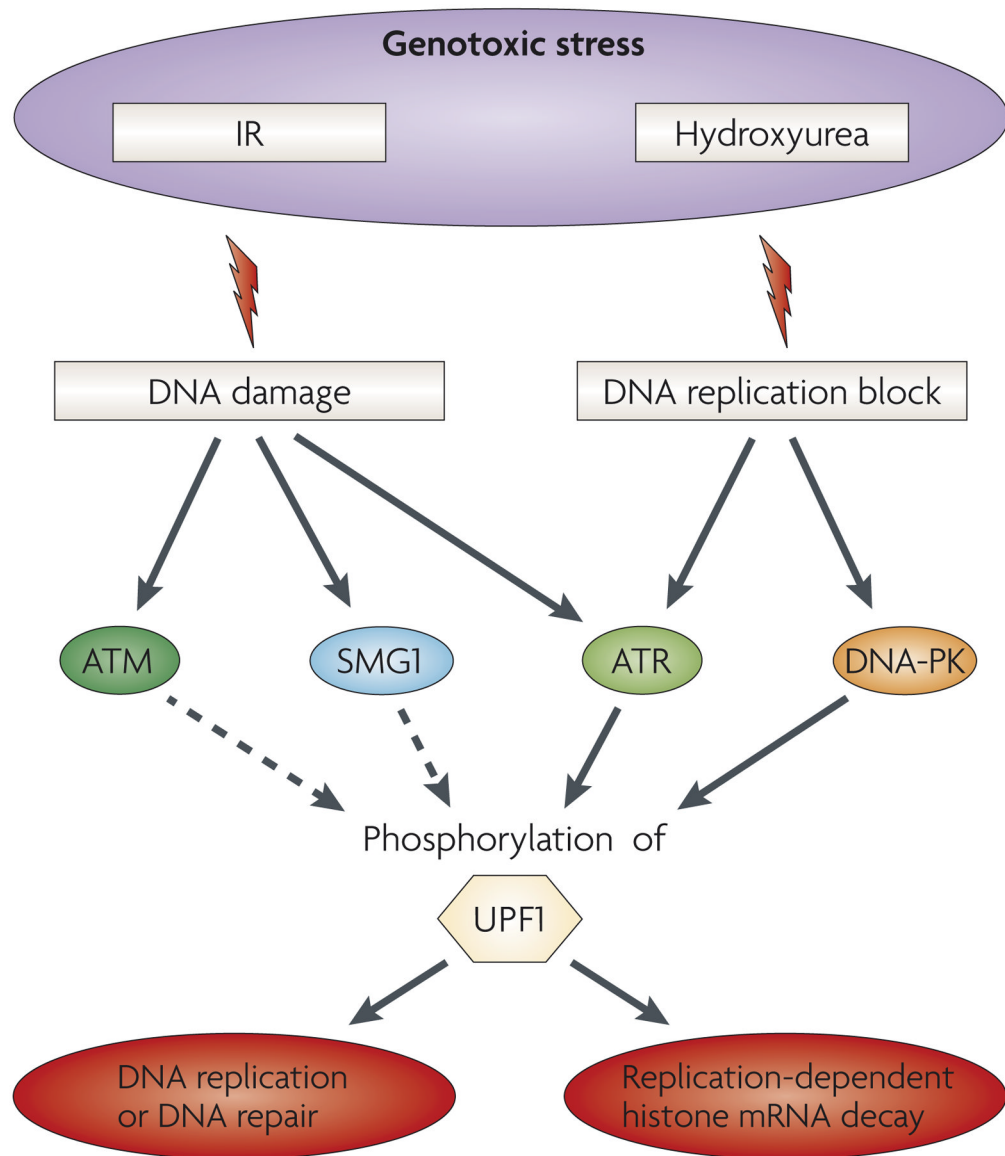 Genotoxic stress
IR
Hydroxyurea
DNA damage
DNA replication block
ATM
SMG1
ATR
DNA-PK
Phosphorylation of
UPF1
DNA replication
or DNA repair
Replication-dependent
histone mRNA decay